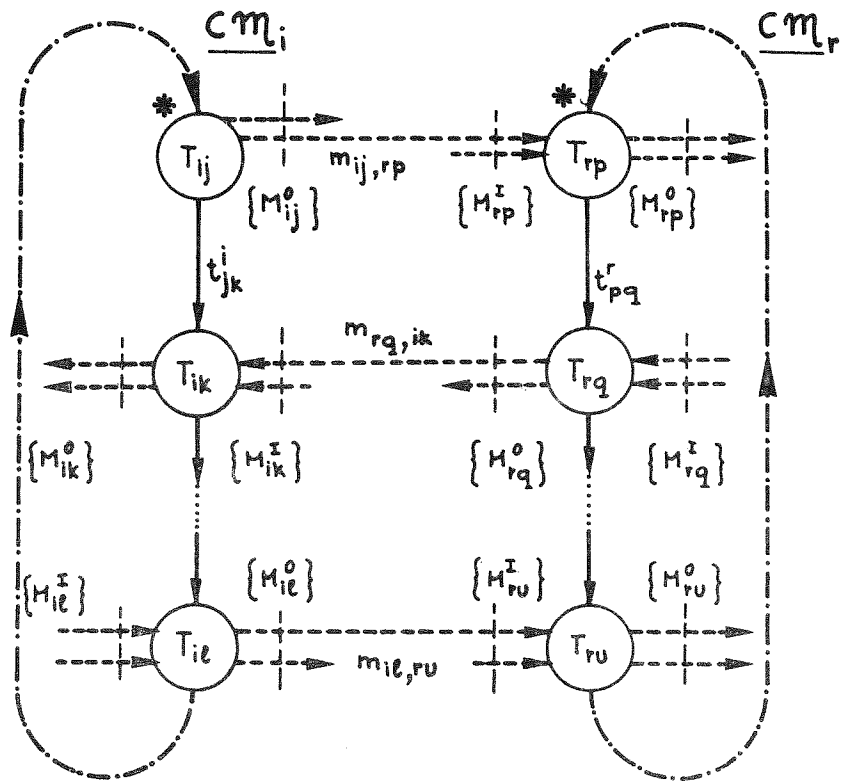 CM_i CM_r
* *
T_ij T_rp
m_ij,rp
{M^O_ij} {M^I_rp} {M^O_rp}
t^i_jk t^r_pq
m_rq,ik
T_ik T_rq
{M^O_ik} {M^I_ik} {M^O_rq} {M^I_rq}
{M^I_il} {M^O_il} {M^I_ru} {M^O_ru}
T_il T_ru
m_il,ru